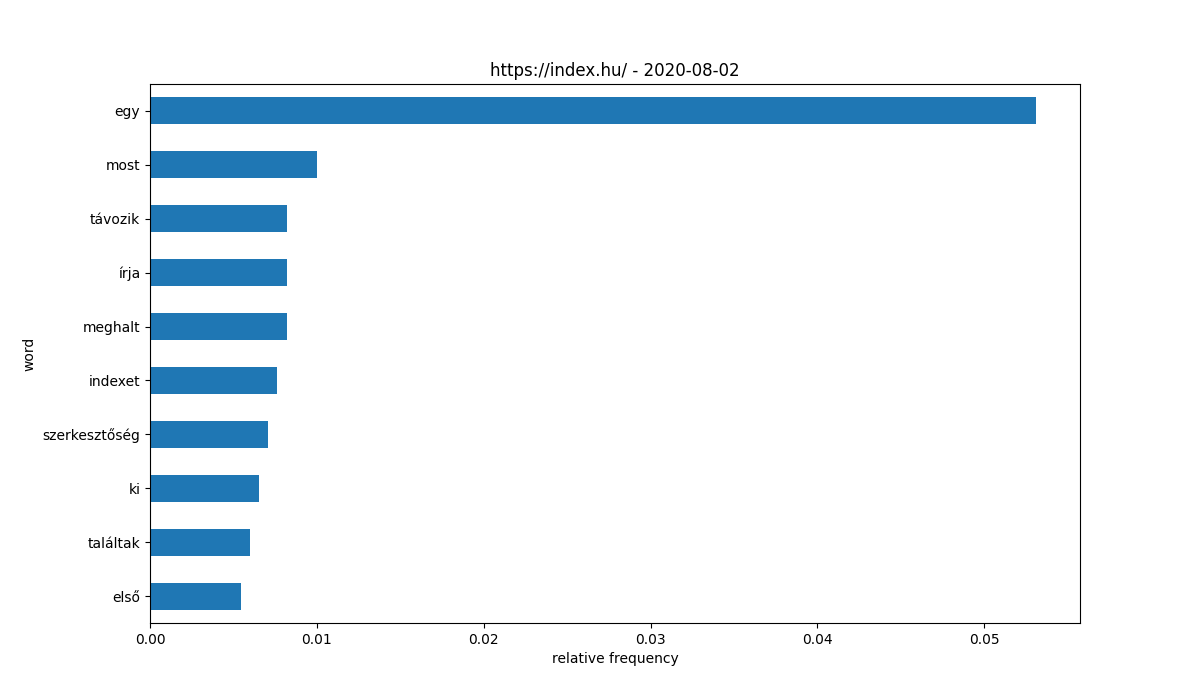 https://index.hu/ - 2020-08-02
egy
most
távozik
írja
meghalt
indexet
szerkesztőség
ki
találtak
első
word
0.00 0.01 0.02 0.03 0.04 0.05
relative frequency